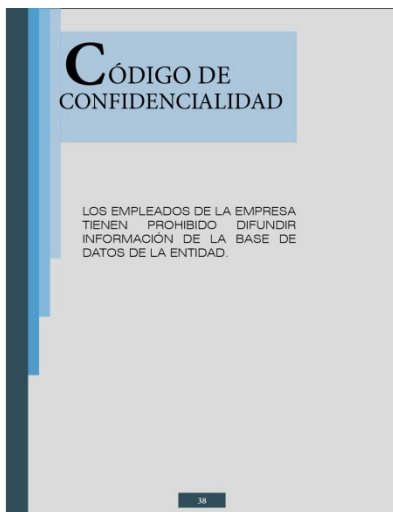 CÓDIGO DE
CONFIDENCIALIDAD
LOS EMPLEADOS DE LA EMPRESA
TIENEN PROHIBIDO DIFUNDIR
INFORMACIÓN DE LA BASE DE
DATOS DE LA ENTIDAD.
38